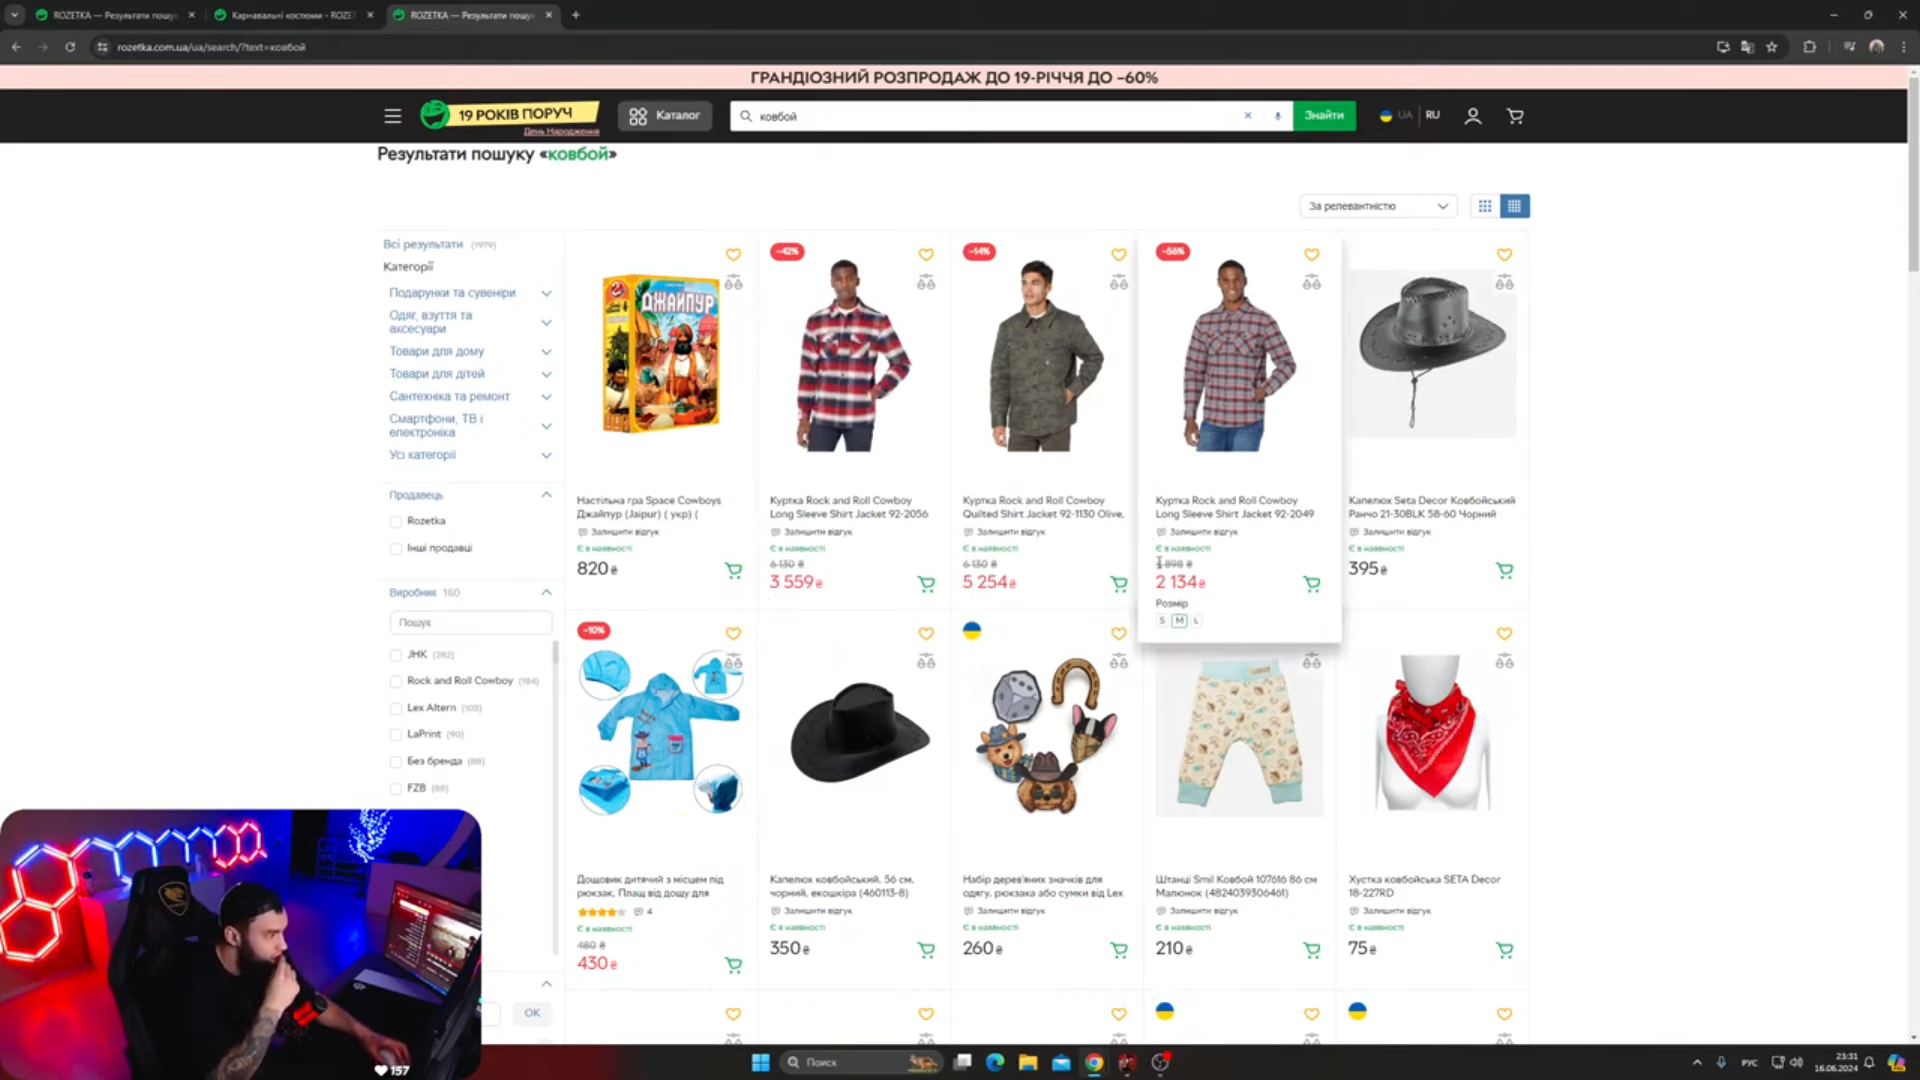 ROZETKA — Результати пошу
Карнавальні костюми - ROZE
ROZETKA — Результати пошу
rozetka.com.ua/ua/search/?text=ковбой
ГРАНДІОЗНИЙ РОЗПРОДАЖ ДО 19-РІЧЧЯ ДО –60%
19 РОКІВ ПОРУЧ
День Народження
Каталог
ковбой
Знайти
UA
RU
Результати пошуку «ковбой»
За релевантністю
Всі результати (1979)
Категорії
Подарунки та сувеніри
Одяг, взуття та
аксесуари
Товари для дому
Товари для дітей
Сантехніка та ремонт
Смартфони, ТВ і
електроніка
Усі категорії
Продавець
Rozetka
Інші продавці
Виробник 160
Пошук
JHK (282)
Rock and Roll Cowboy (184)
Lex Altern (105)
LaPrint (90)
Без бренда (88)
FZB (88)
OK
ДЖАЙПУР
Настільна гра Space Cowboys
Джайпур (Jaipur) ( укр) (
Залишити відгук
Є в наявності
820 ₴
–42%
Куртка Rock and Roll Cowboy
Long Sleeve Shirt Jacket 92-2056
Залишити відгук
Є в наявності
6 130 ₴
3 559 ₴
–14%
Куртка Rock and Roll Cowboy
Quilted Shirt Jacket 92-1130 Olive,
Залишити відгук
Є в наявності
6 130 ₴
5 254 ₴
–56%
Куртка Rock and Roll Cowboy
Long Sleeve Shirt Jacket 92-2049
Залишити відгук
Є в наявності
898 ₴
2 134 ₴
Розмір
S M L
Капелюх Seta Decor Ковбойський
Ранчо 21-30BLK 58-60 Чорний
Залишити відгук
Є в наявності
395 ₴
–10%
Дощовик дитячий з місцем під
рюкзак, Плащ від дощу для
4
Є в наявності
480 ₴
430 ₴
Капелюх ковбойський, 56 см,
чорний, екошкіра (460113-8)
Залишити відгук
Є в наявності
350 ₴
Набір дерев'яних значків для
одягу, рюкзака або сумки від Lex
Залишити відгук
Є в наявності
260 ₴
Штанці Smil Ковбой 107616 86 см
Малюнок (4824039306461)
Залишити відгук
Є в наявності
210 ₴
Хустка ковбойська SETA Decor
18-227RD
Залишити відгук
Є в наявності
75 ₴
157
Поиск
РУС
23:31
16.06.2024